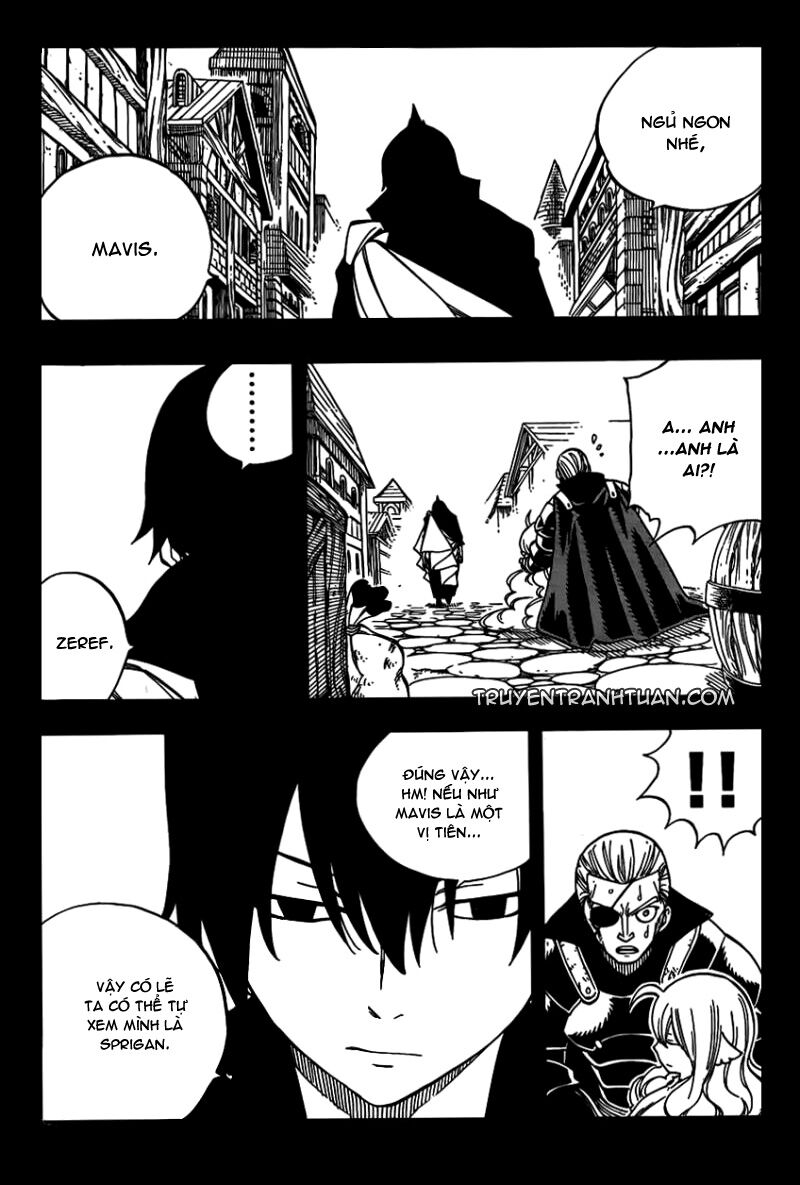 NGỦ NGON
NHÉ,
MAVIS.
A... ANH
...ANH LÀ
AI?!
.......
ZEREF.
TRUYENTRANHTUAN.COM
ĐÚNG VẬY...
HM! NẾU NHƯ
MAVIS LÀ MỘT
VỊ TIÊN...
!!
VẬY CÓ LẼ
TA CÓ THỂ TỰ
XEM MÌNH LÀ
SPRIGAN.